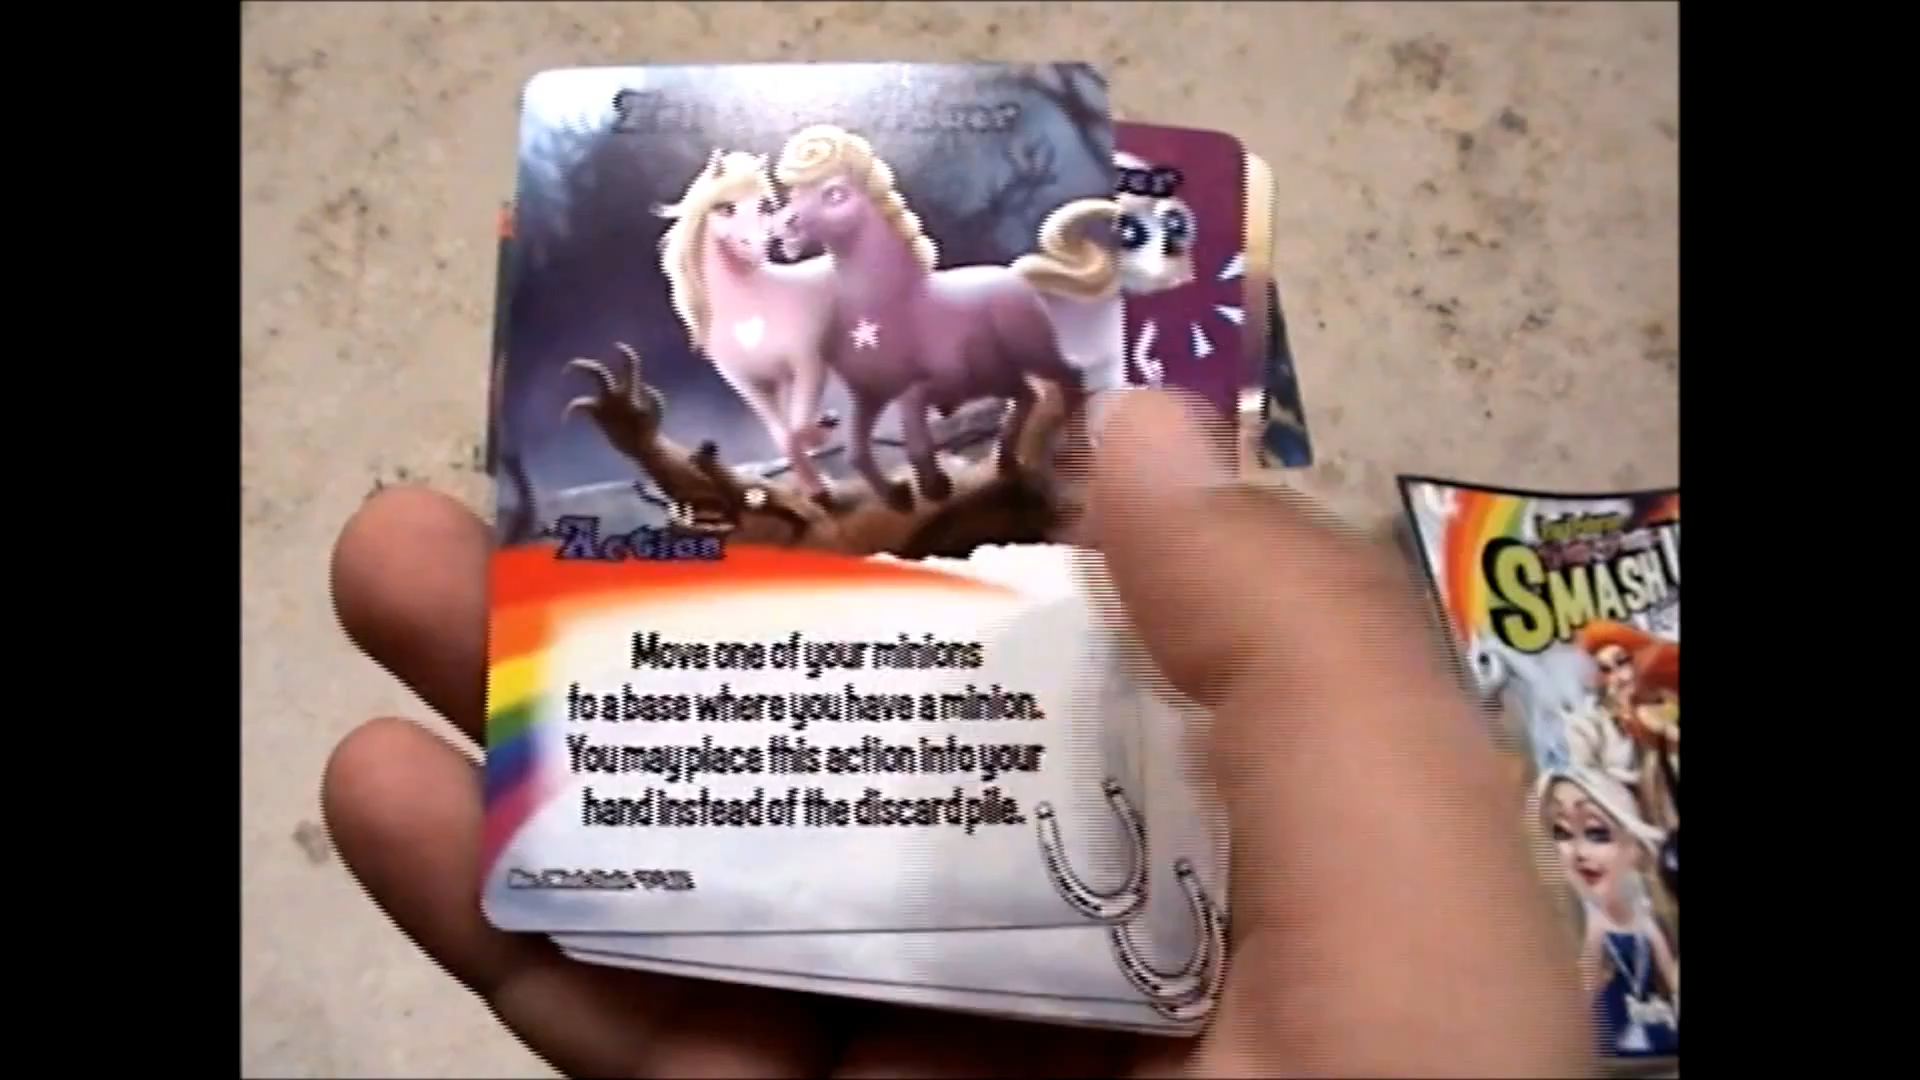 Power
Action
Move one of your minions
to a base where you have a minion.
You may place this action into your
hand instead of the discard pile.
SMASH